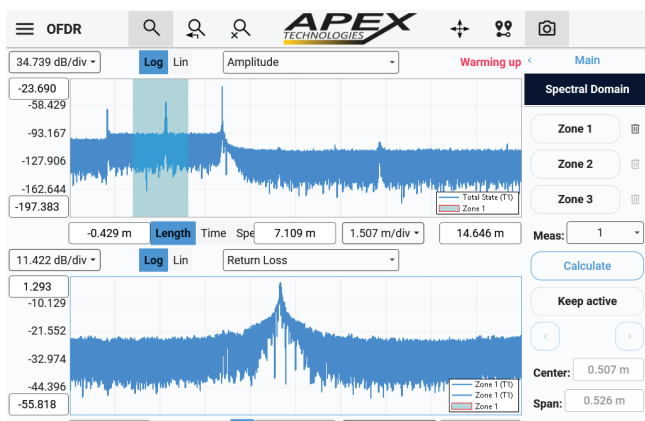 OFDR
APEX
TECHNOLOGIES
34.739 dB/div
Log Lin
Amplitude
Warming up
Main
-23.690
-58.429
-93.167
-127.906
-162.644
-197.383
Total State (T1)
Zone 1
-0.429 m
Length Time Spe
7.109 m
1.507 m/div
14.646 m
Spectral Domain
Zone 1
Zone 2
Zone 3
Meas: 1
Calculate
Keep active
Center: 0.507 m
Span: 0.526 m
11.422 dB/div
Log Lin
Return Loss
1.293
-10.129
-21.552
-32.974
-44.396
-55.818
Zone 1 (T1)
Zone 1 (T1)
Zone 1